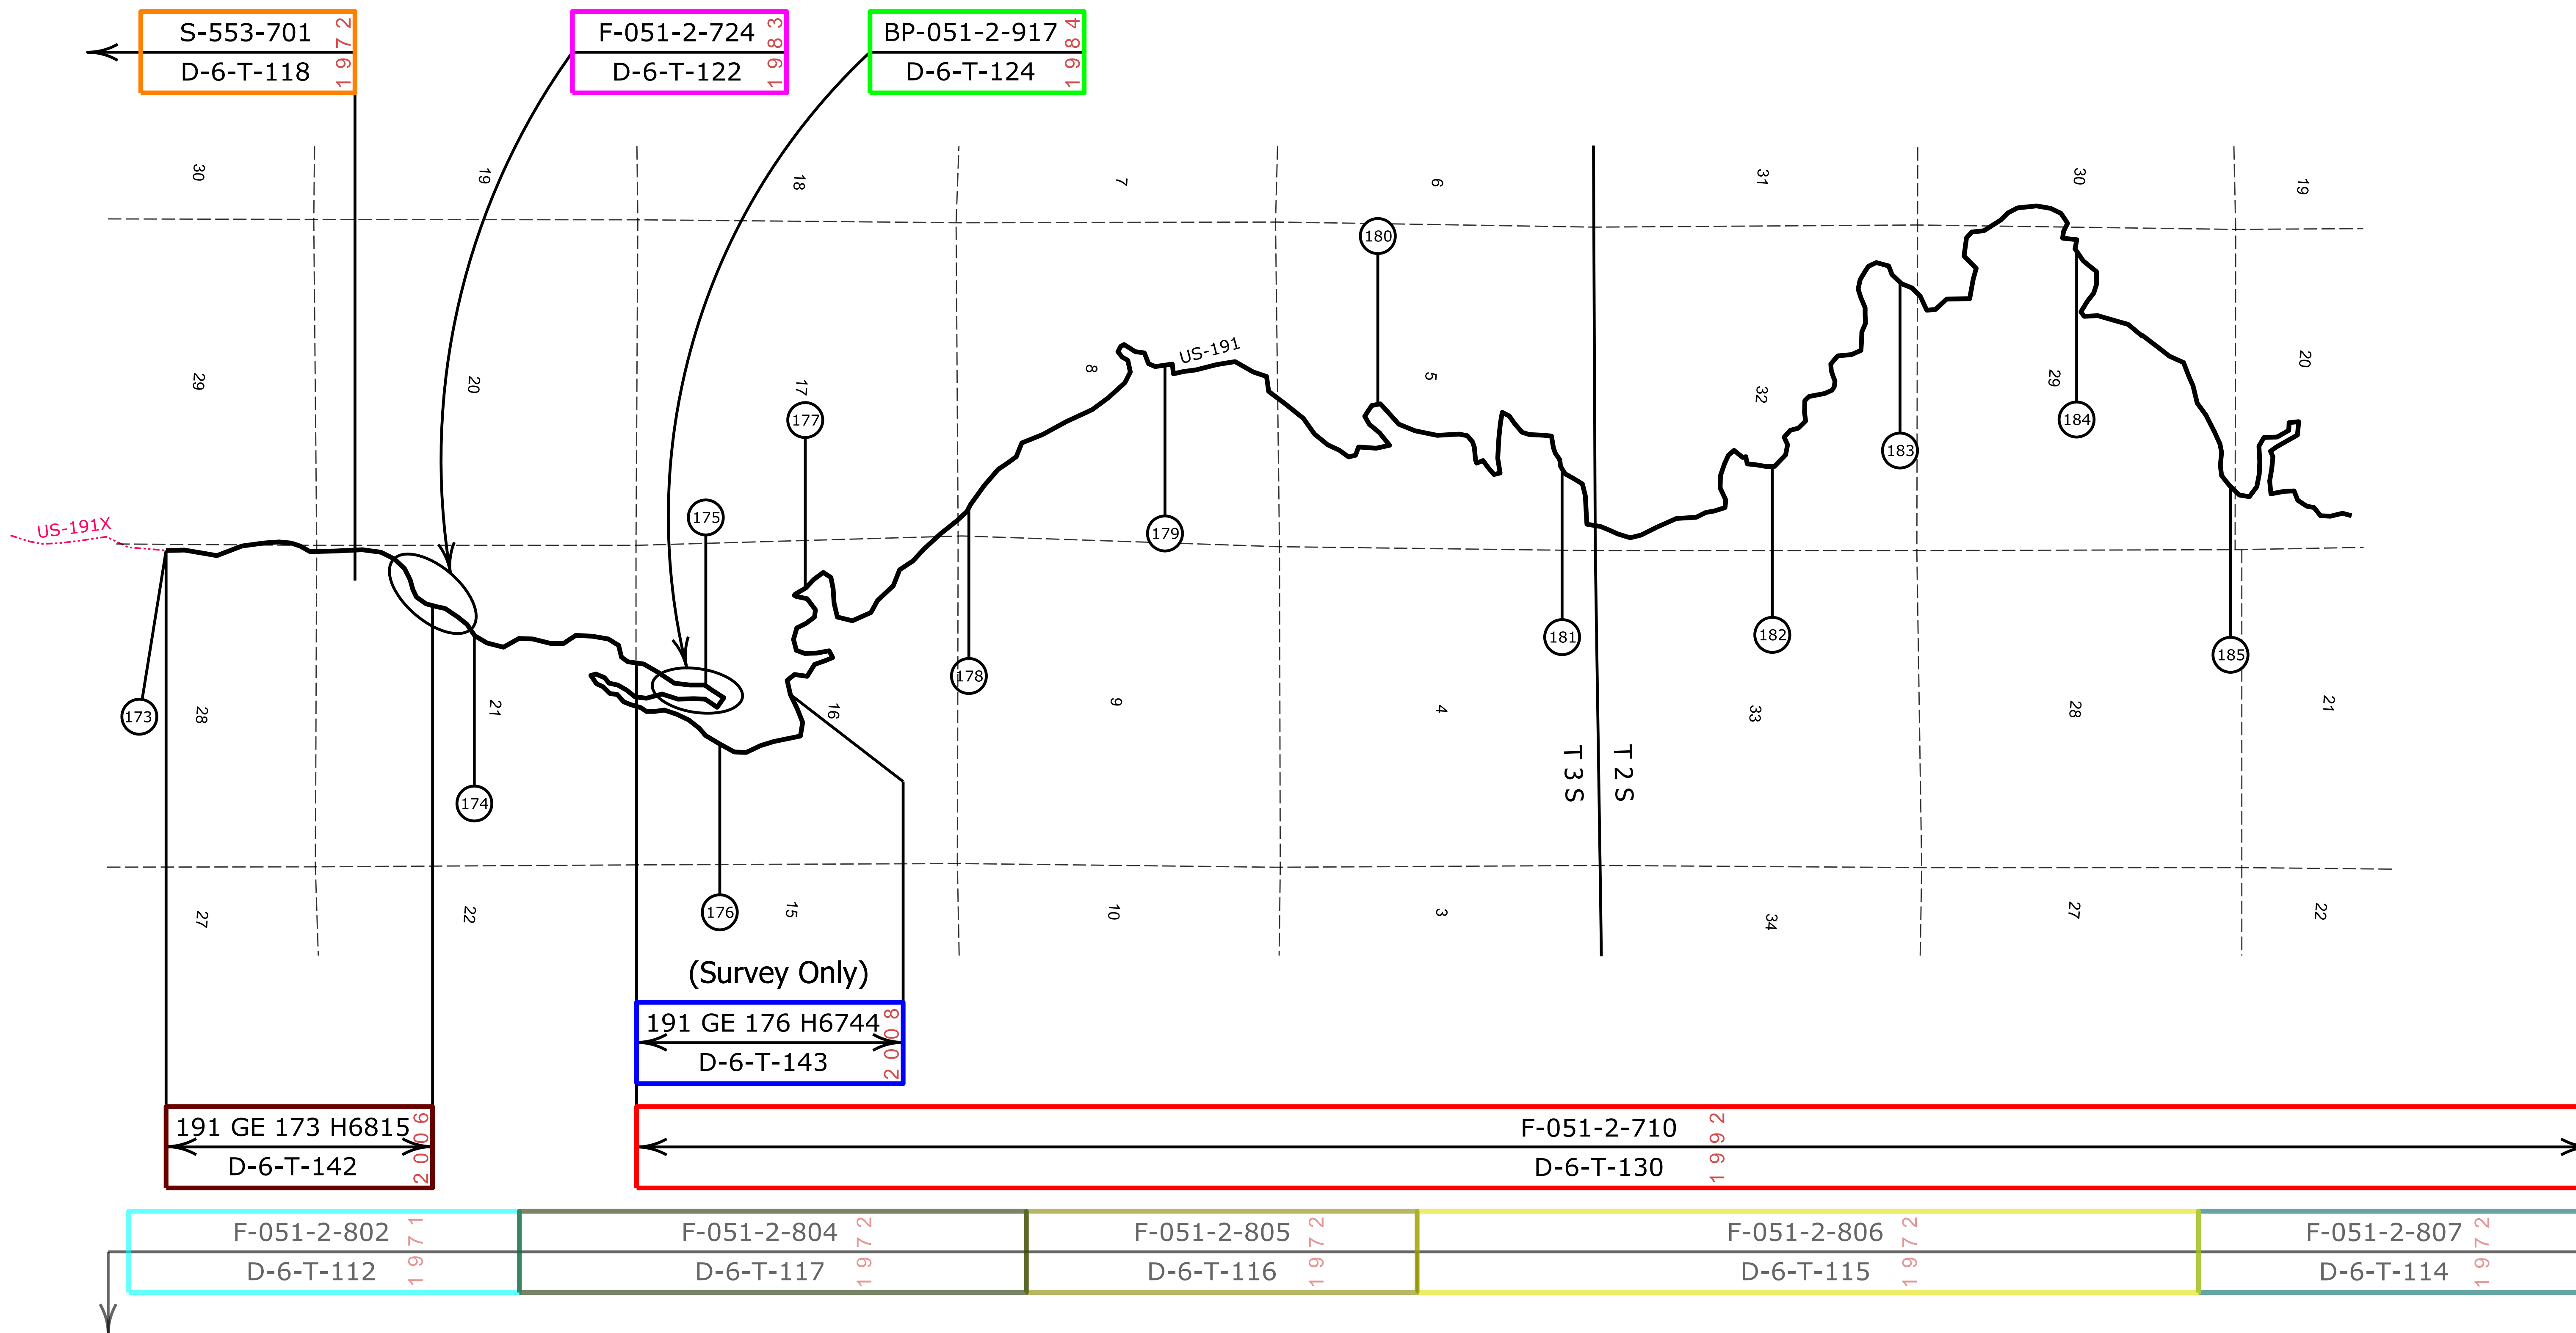 S-553-701
D-6-T-118
1972
F-051-2-724
D-6-T-122
1983
BP-051-2-917
D-6-T-124
1984
30
19
18
7
6
31
30
19
180
29
20
17
177
8
US-191
5
32
29
184
20
183
US-191X
175
179
173
28
174
21
16
178
9
4
181
182
33
28
185
21
T3S
T2S
27
22
176
15
10
3
34
27
22
(Survey Only)
191 GE 176 H6744
D-6-T-143
2008
191 GE 173 H6815
D-6-T-142
2006
F-051-2-710
D-6-T-130
1992
F-051-2-802
D-6-T-112
1971
F-051-2-804
D-6-T-117
1972
F-051-2-805
D-6-T-116
1972
F-051-2-806
D-6-T-115
1972
F-051-2-807
D-6-T-114
1972